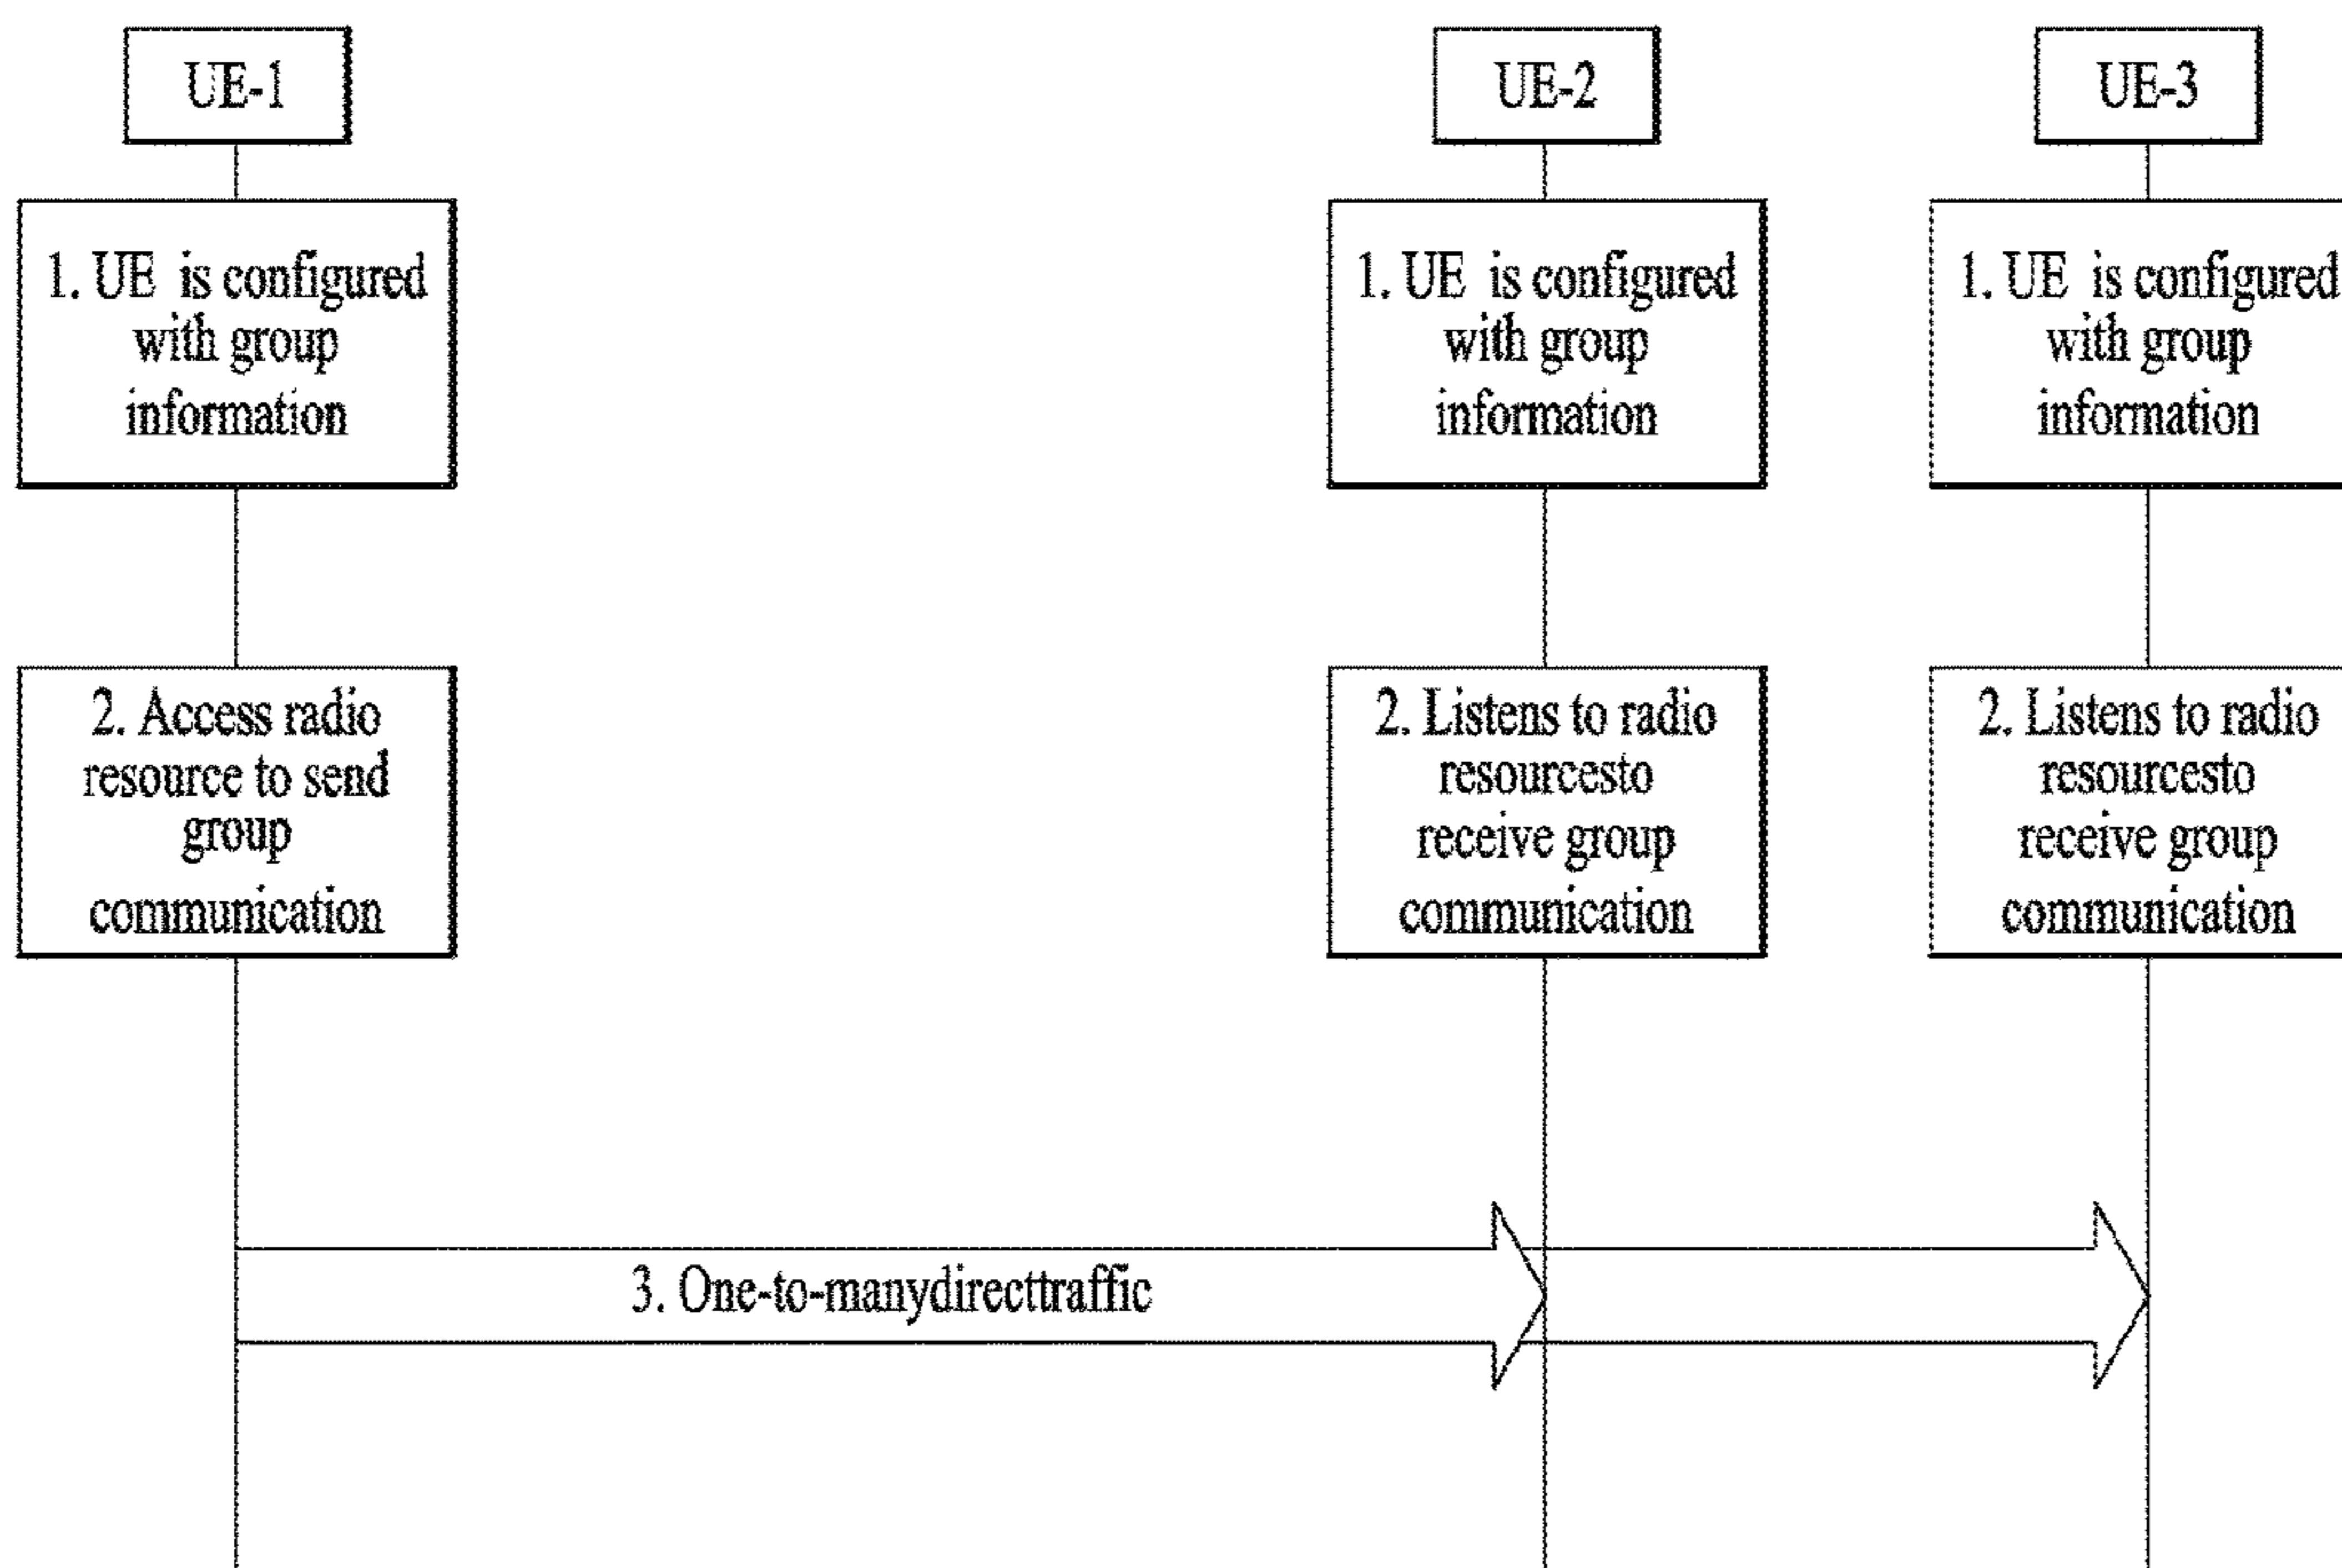 UE-1
UE-2
UE-3
1. UE is configured
with group
information
1. UE is configured
with group
information
1. UE is configured
with group
information
2. Access radio
resource to send
group
communication
2. Listens to radio
resourcesto
receive group
communication
2. Listens to radio
resourcesto
receive group
communication
3. One-to-manydirecttraffic